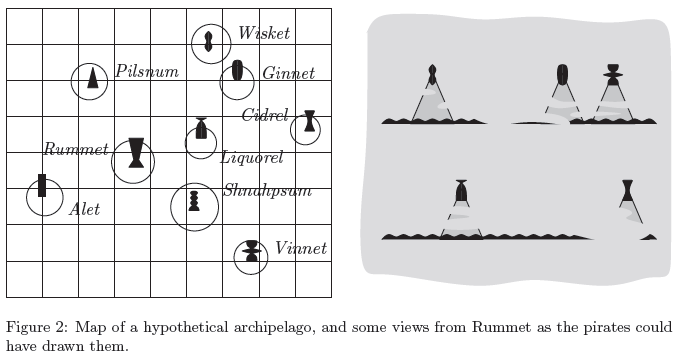 Wisket
Pilsnum
Ginnet
Cidrel
Rummet
Liquorel
Shnahpsum
Alet
Vinnet
Figure 2: Map of a hypothetical archipelago, and some views from Rummet as the pirates could
have drawn them.